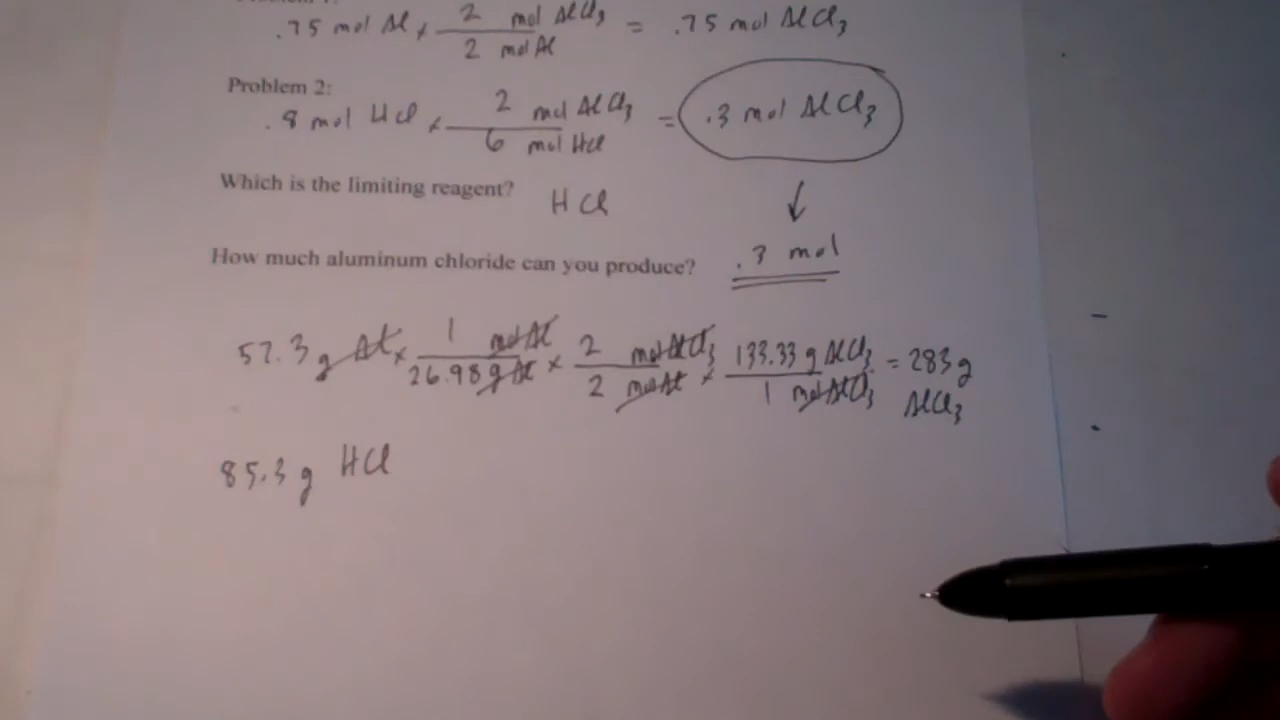 .75 mol Al x 2 mol AlCl3 / 2 mol Al = .75 mol AlCl3
Problem 2:
.8 mol HCl x 2 mol AlCl3 / 6 mol HCl = .3 mol AlCl3
Which is the limiting reagent? HCl
How much aluminum chloride can you produce? .3 mol
57.3 g Al x 1 mol Al / 26.98 g Al x 2 mol AlCl3 / 2 mol Al x 133.33 g AlCl3 / 1 mol AlCl3 = 283 g AlCl3
85.3 g HCl